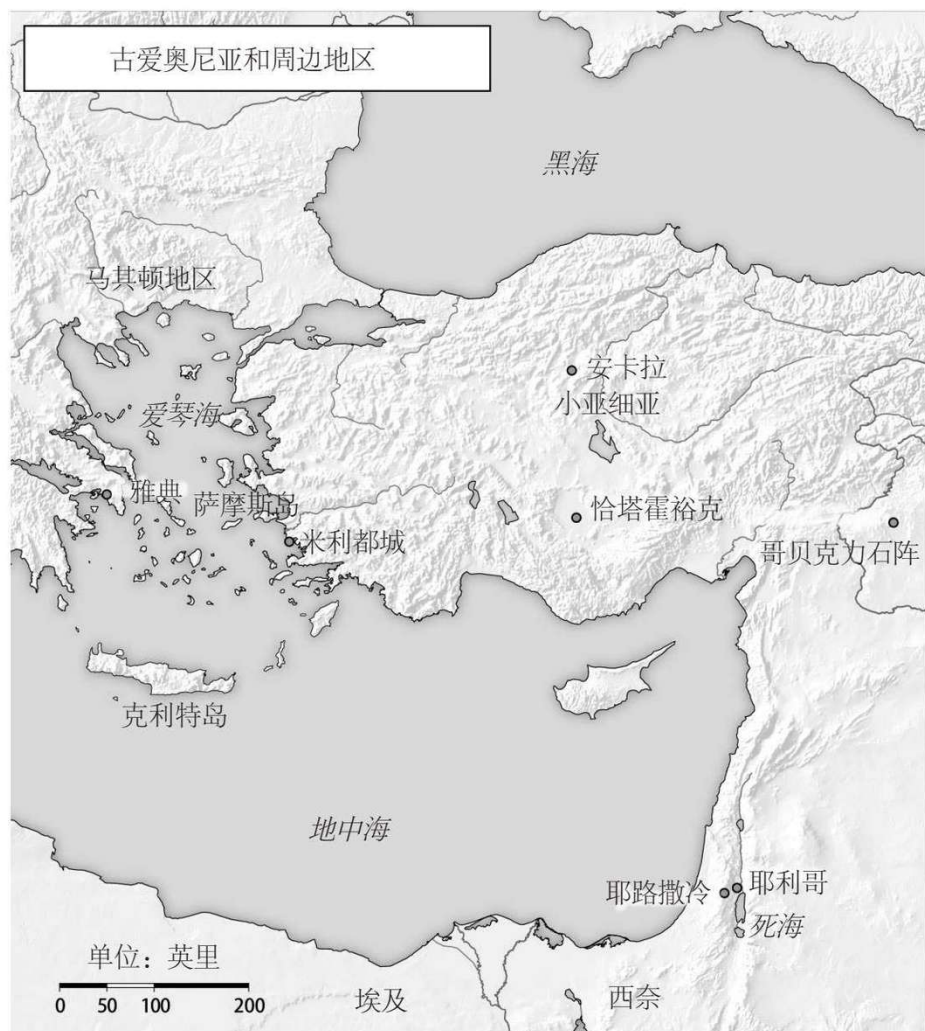 古爱奥尼亚和周边地区
黑海
马其顿地区
安卡拉
小亚细亚
爱琴海
雅典
萨摩斯岛
恰塔霍裕克
米利都城
哥贝克力石阵
克利特岛
地中海
耶路撒冷
耶利哥
死海
单位：英里
0 50 100 200
埃及
西奈